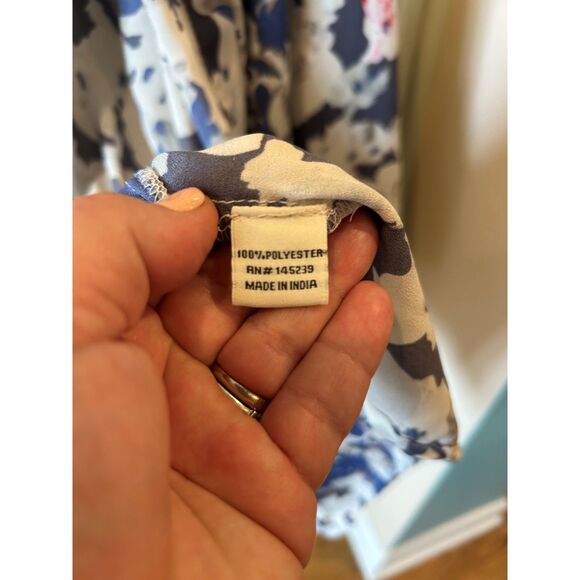 100% POLYESTER
RN# 145239
MADE IN INDIA